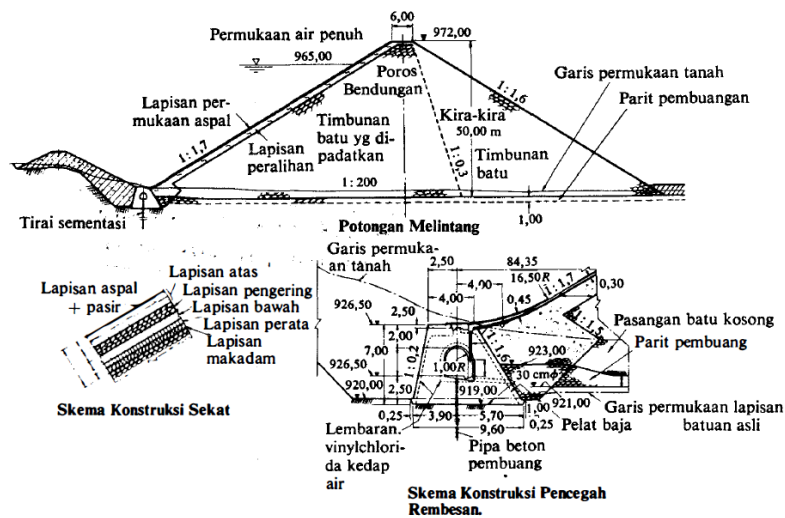 6,00
Permukaan air penuh
972,00
965,00
Poros
Bendungan
Garis permukaan tanah
Parit pembuangan
1:1,6
Lapisan per-
mukaan aspal
Lapisan
peralihan
Timbunan
batu yg di-
padatkan
Kira-kira
50,00 m
1:0,3
Timbunan
batu
1:1,7
1:200
1,00
Tirai sementasi
Potongan Melintang
Garis permuka-
an tanah
2,50
84,35
16,50R
1:1,7
0,30
4,00
4,00
0,45
Lapisan atas
Lapisan pengering
Lapisan bawah
Lapisan perata
Lapisan
makadam
Lapisan aspal
+ pasir
926,50
2,50
2,00
7,00
1:0,2
1,00R
1:1,6
1:1,5
923,00
Pasangan batu kosong
Parit pembuang
926,50
920,00
2,50
30 cmϕ
919,00
921,00
Garis permukaan lapisan
batuan asli
0,25
3,90
5,70
1,00
0,25
9,60
Pelat baja
Skema Konstruksi Sekat
Lembaran.
vinylchlori-
da kedap
air
Pipa beton
pembuang
Skema Konstruksi Pencegah
Rembesan.